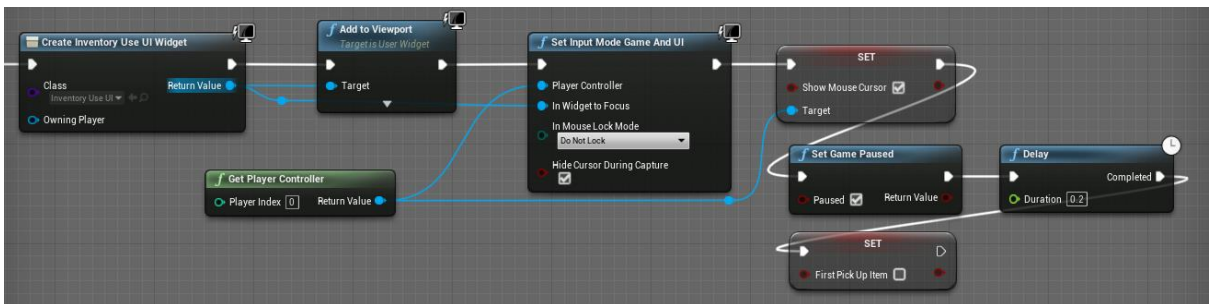 Create Inventory Use UI Widget
Class
Inventory Use UI
Return Value
Owning Player
Add to Viewport
Target is User Widget
Target
Set Input Mode Game And UI
Player Controller
In Widget to Focus
In Mouse Lock Mode
Do Not Lock
Hide Cursor During Capture
Get Player Controller
Player Index 0
Return Value
SET
Show Mouse Cursor
Target
Set Game Paused
Paused
Return Value
Delay
Completed
Duration 0.2
SET
First Pick Up Item